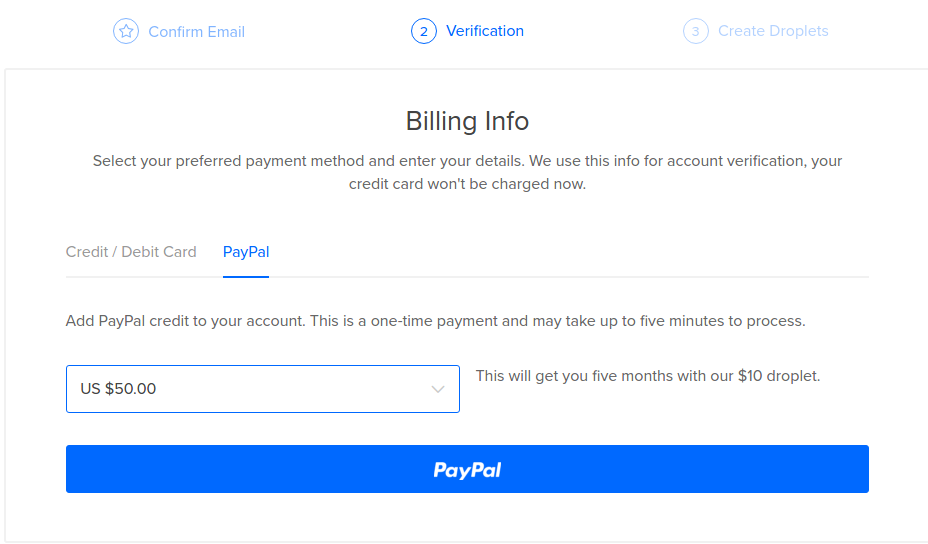 Confirm Email
2 Verification
3 Create Droplets
Billing Info
Select your preferred payment method and enter your details. We use this info for account verification, your
credit card won't be charged now.
Credit / Debit Card
PayPal
Add PayPal credit to your account. This is a one-time payment and may take up to five minutes to process.
US $50.00
This will get you five months with our $10 droplet.
PayPal